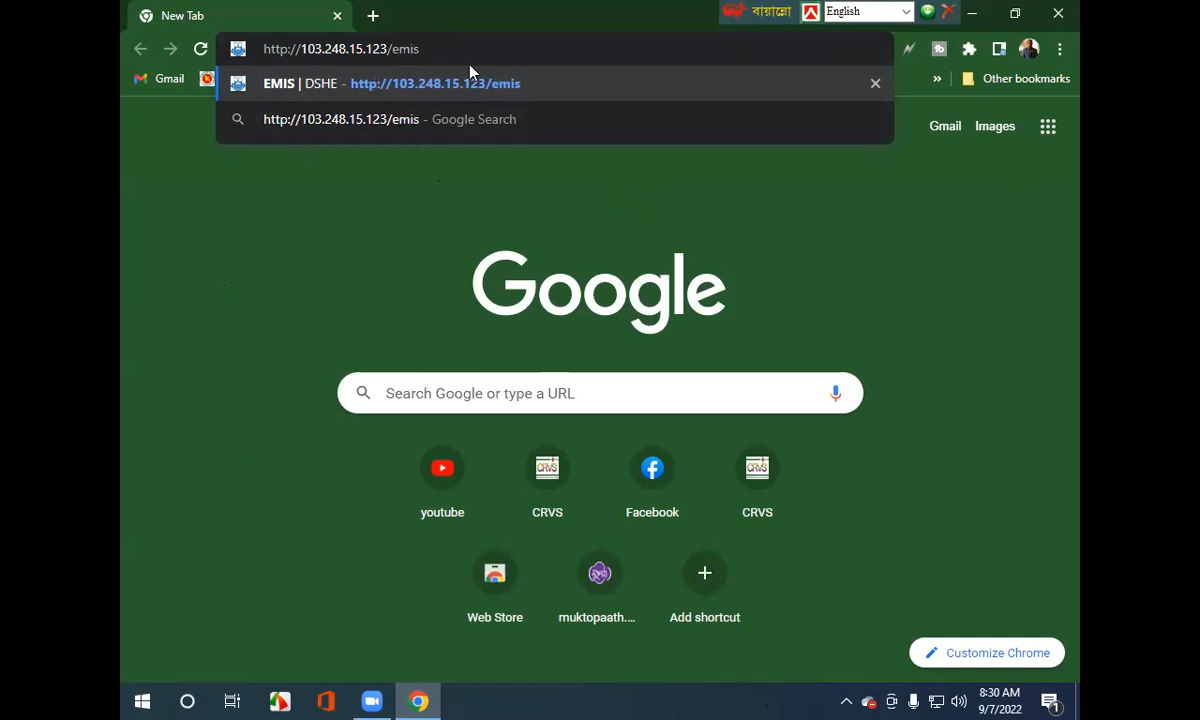 New Tab
বায়ান্নো
English
http://103.248.15.123/emis
Gmail
EMIS | DSHE - http://103.248.15.123/emis
http://103.248.15.123/emis - Google Search
Other bookmarks
Gmail Images
Google
Search Google or type a URL
youtube
CRVS
Facebook
CRVS
Web Store
muktopaath....
Add shortcut
Customize Chrome
8:30 AM
9/7/2022
1